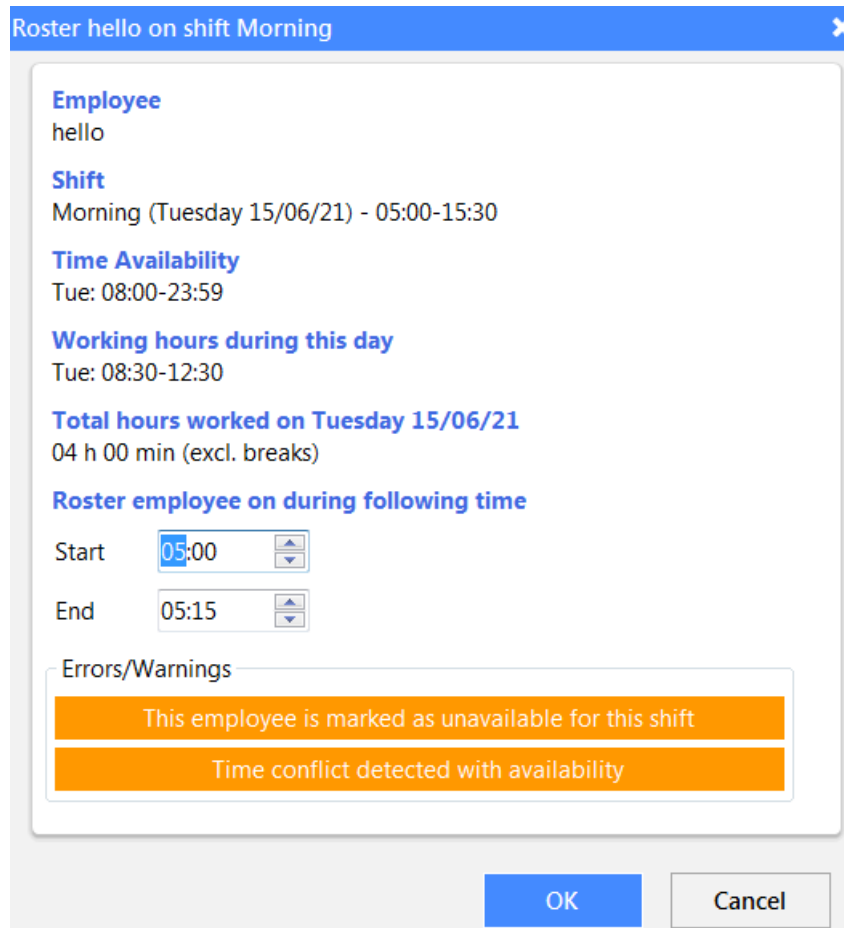 Roster hello on shift Morning
Employee
hello
Shift
Morning (Tuesday 15/06/21) - 05:00-15:30
Time Availability
Tue: 08:00-23:59
Working hours during this day
Tue: 08:30-12:30
Total hours worked on Tuesday 15/06/21
04 h 00 min (excl. breaks)
Roster employee on during following time
Start 05:00
End 05:15
Errors/Warnings
This employee is marked as unavailable for this shift
Time conflict detected with availability
OK Cancel